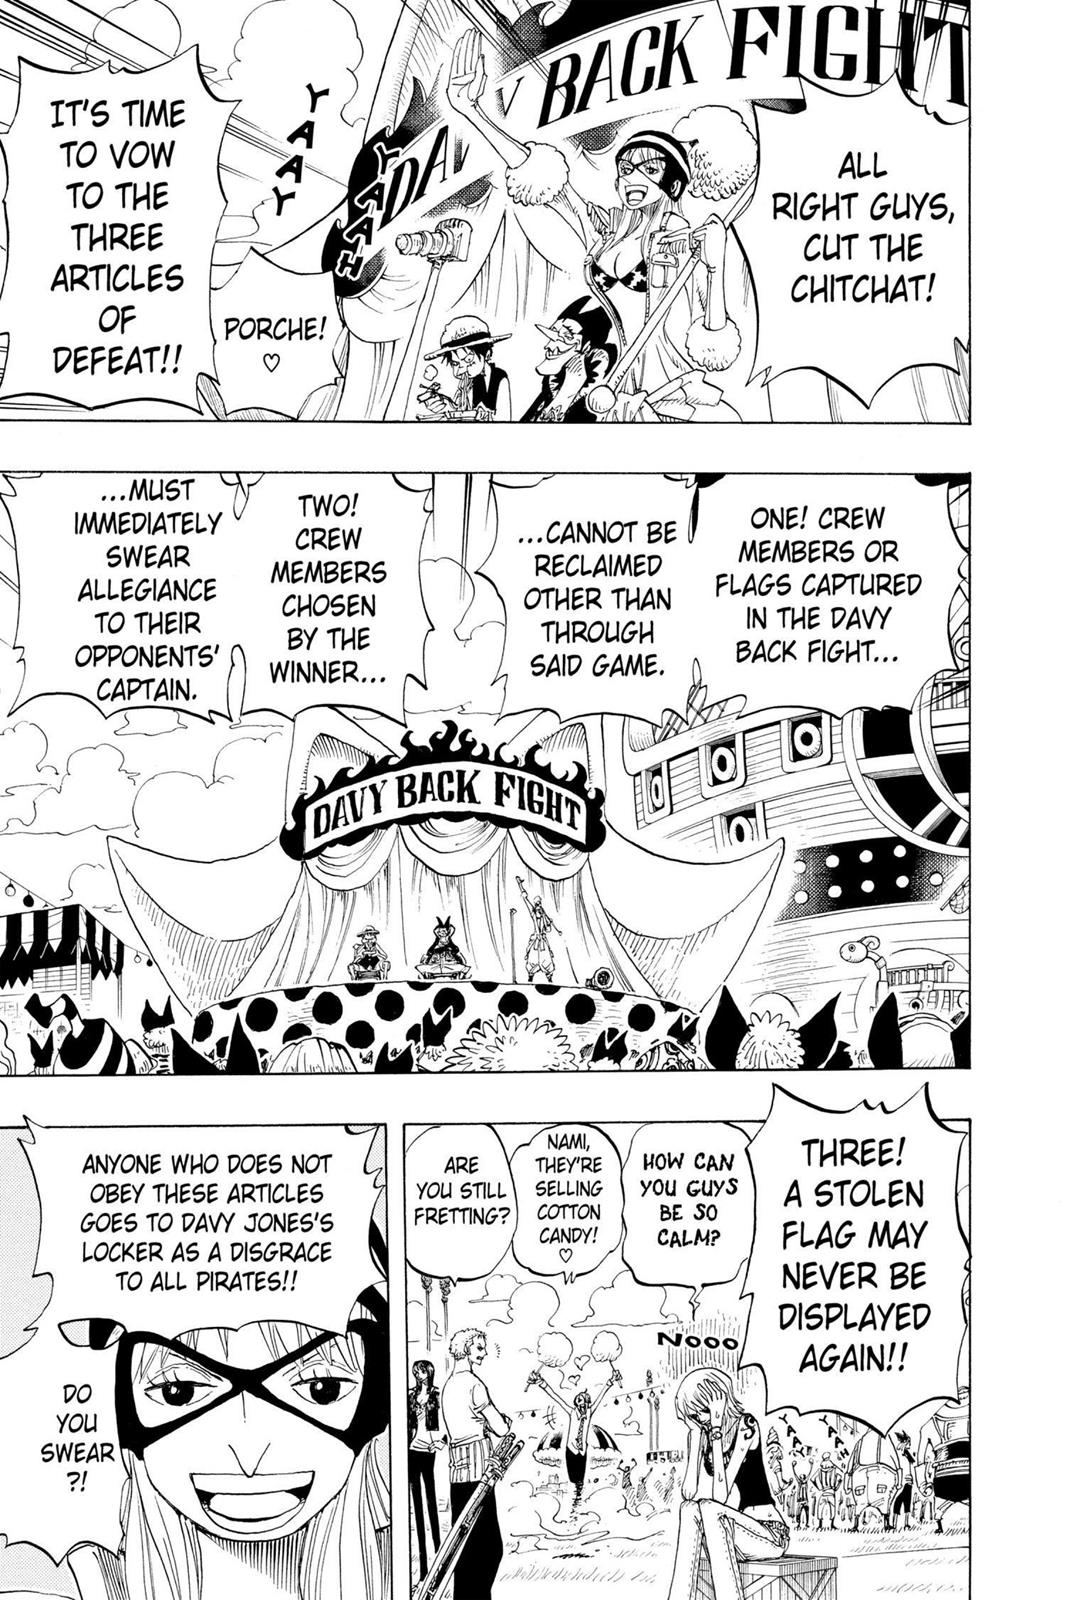 DAVY BACK FIGHT
ALL
RIGHT GUYS,
CUT THE
CHITCHAT!
YAAY
YAAH
PORCHE!
♡
IT'S TIME
TO VOW
TO THE
THREE
ARTICLES
OF
DEFEAT!!
ONE! CREW
MEMBERS OR
FLAGS CAPTURED
IN THE DAVY
BACK FIGHT...
...CANNOT BE
RECLAIMED
OTHER THAN
THROUGH
SAID GAME.
TWO!
CREW
MEMBERS
CHOSEN
BY THE
WINNER...
...MUST
IMMEDIATELY
SWEAR
ALLEGIANCE
TO THEIR
OPPONENTS'
CAPTAIN.
DAVY BACK FIGHT
THREE!
A STOLEN
FLAG MAY
NEVER BE
DISPLAYED
AGAIN!!
HOW CAN
YOU GUYS
BE SO
CALM?
NOOO
NAMI,
THEY'RE
SELLING
COTTON
CANDY!
♡
ARE
YOU STILL
FRETTING?
YAAY
YAAH
ANYONE WHO DOES NOT
OBEY THESE ARTICLES
GOES TO DAVY JONES'S
LOCKER AS A DISGRACE
TO ALL PIRATES!!
DO
YOU
SWEAR
?!